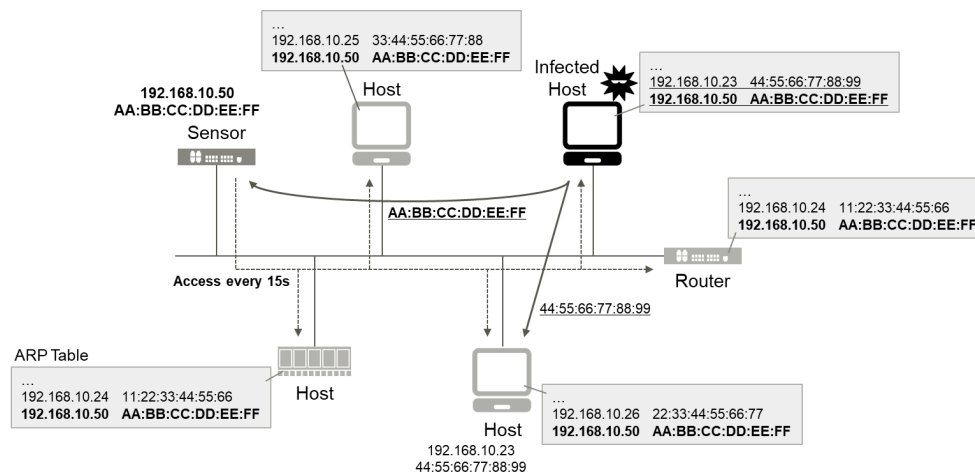 ...
192.168.10.25 33:44:55:66:77:88
192.168.10.50 AA:BB:CC:DD:EE:FF
Host
Infected
Host
...
192.168.10.23 44:55:66:77:88:99
192.168.10.50 AA:BB:CC:DD:EE:FF
192.168.10.50
AA:BB:CC:DD:EE:FF
Sensor
AA:BB:CC:DD:EE:FF
...
192.168.10.24 11:22:33:44:55:66
192.168.10.50 AA:BB:CC:DD:EE:FF
Router
Access every 15s
44:55:66:77:88:99
ARP Table
...
192.168.10.24 11:22:33:44:55:66
192.168.10.50 AA:BB:CC:DD:EE:FF
Host
Host
192.168.10.23
44:55:66:77:88:99
...
192.168.10.26 22:33:44:55:66:77
192.168.10.50 AA:BB:CC:DD:EE:FF